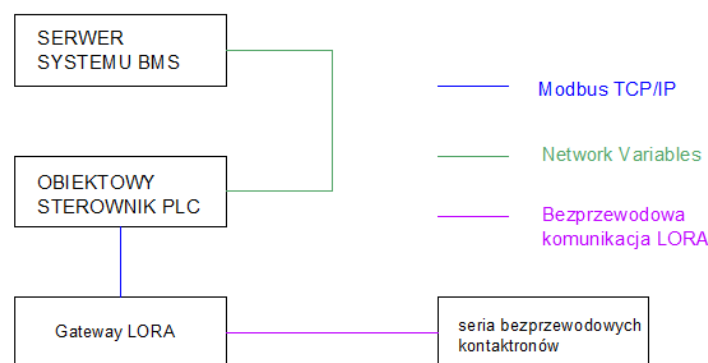 SERWER
SYSTEMU BMS
Modbus TCP/IP
Network Variables
OBIEKTOWY
STEROWNIK PLC
Bezprzewodowa
komunikacja LORA
Gateway LORA
seria bezprzewodowych
kontaktronów